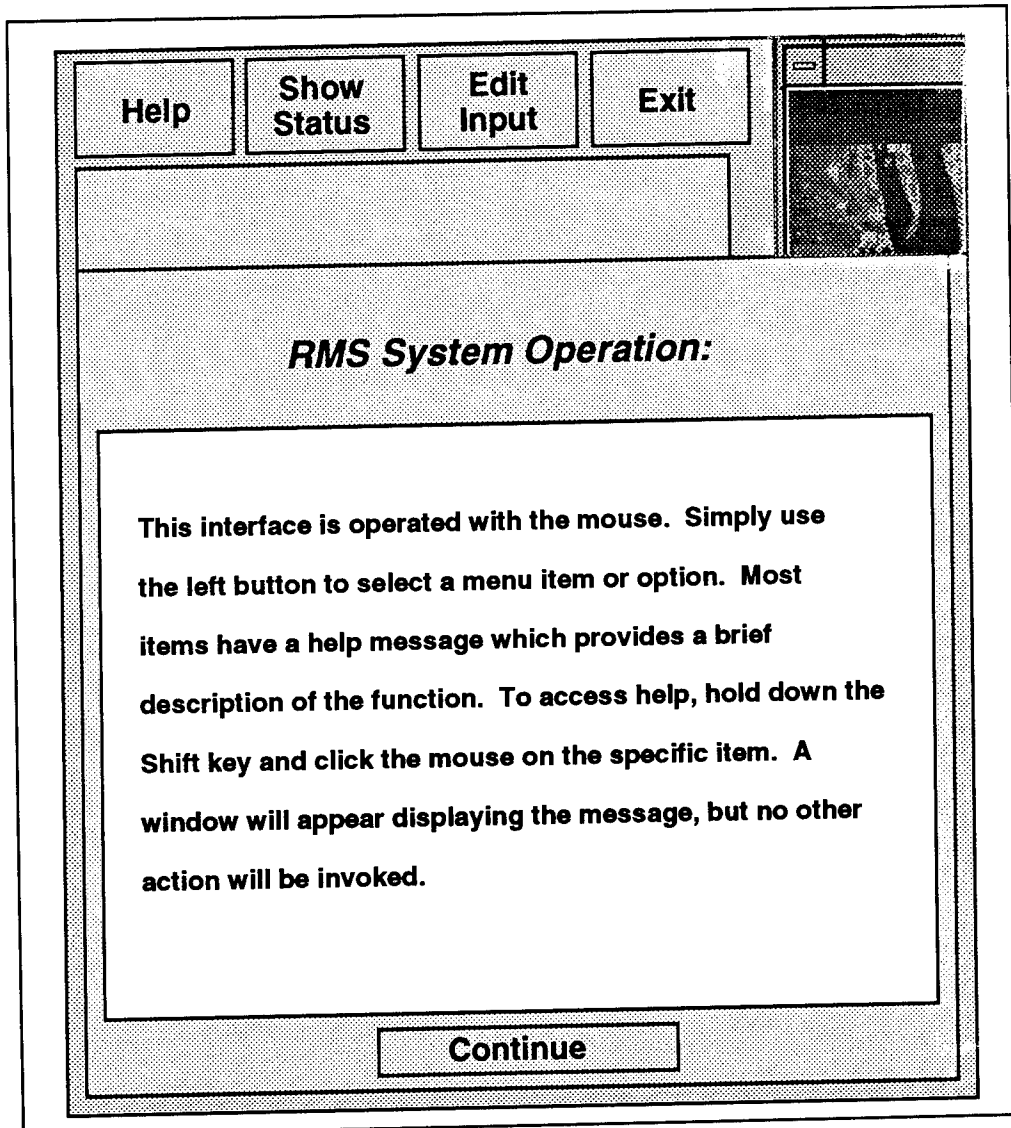 Help
Show
Status
Edit
Input
Exit
RMS System Operation:
This interface is operated with the mouse. Simply use
the left button to select a menu item or option. Most
items have a help message which provides a brief
description of the function. To access help, hold down the
Shift key and click the mouse on the specific item. A
window will appear displaying the message, but no other
action will be invoked.
Continue